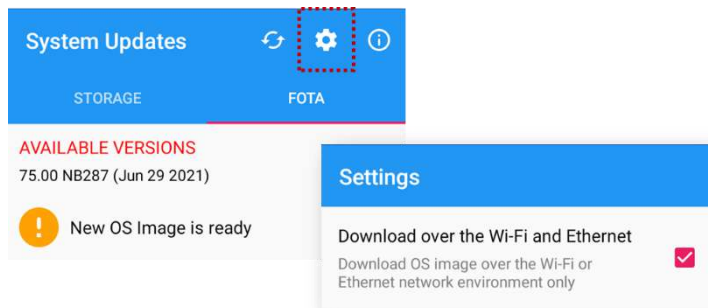 System Updates
STORAGE
FOTA
AVAILABLE VERSIONS
75.00 NB287 (Jun 29 2021)
! New OS Image is ready
Settings
Download over the Wi-Fi and Ethernet
Download OS image over the Wi-Fi or
Ethernet network environment only